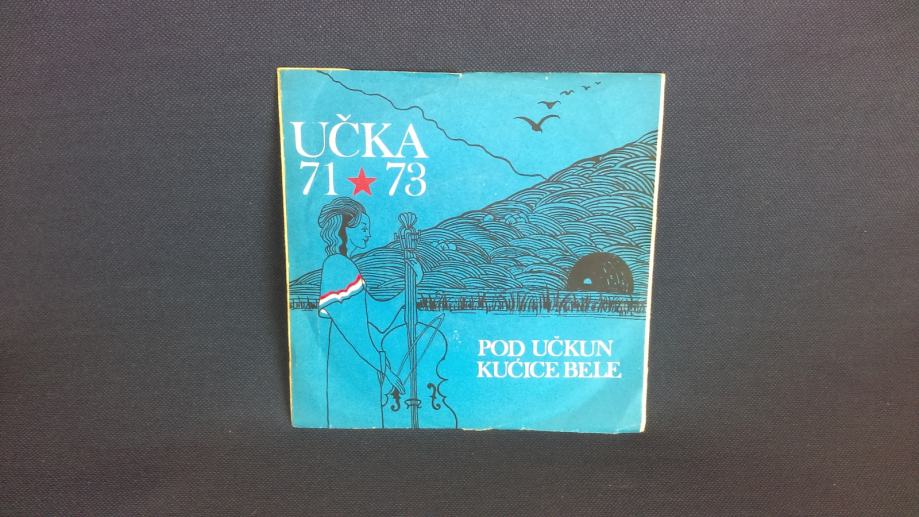 UČKA
71 ★ 73
POD UČKUN
KUĆICE BELE